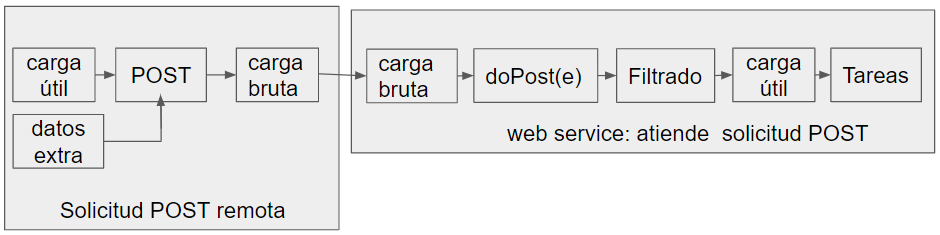 carga
útil
POST
carga
bruta
datos
extra
Solicitud POST remota
carga
bruta
doPost(e)
Filtrado
carga
útil
Tareas
web service: atiende  solicitud POST